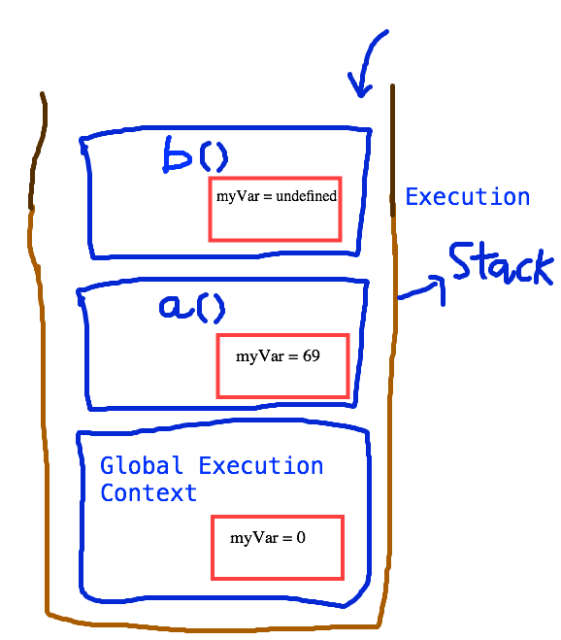 b()
myVar = undefined
Execution
Stack
a()
myVar = 69
Global Execution
Context
myVar = 0